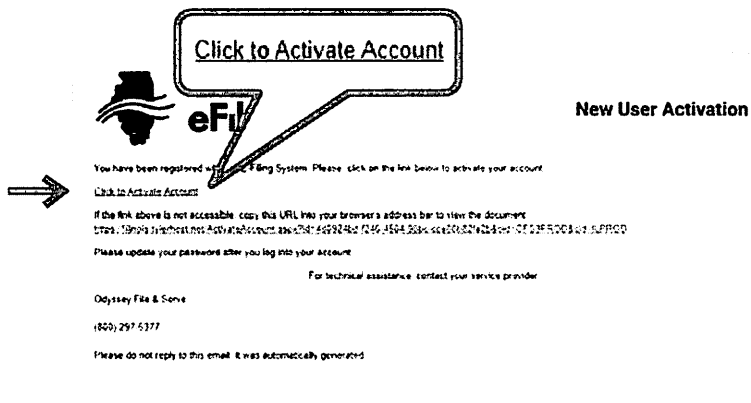 Click to Activate Account
eFil
New User Activation
You have been registered w Filing System. Please click on the link below to activate your account
Click to Activate Account
If the link above is not accessible, copy this URL into your browser's address bar to view the document
Please update your password after you log into your account
For technical assistance, contact your service provider
Odyssey File & Serve
(800) 297-5377
Please do not reply to this email. It was automatically generated